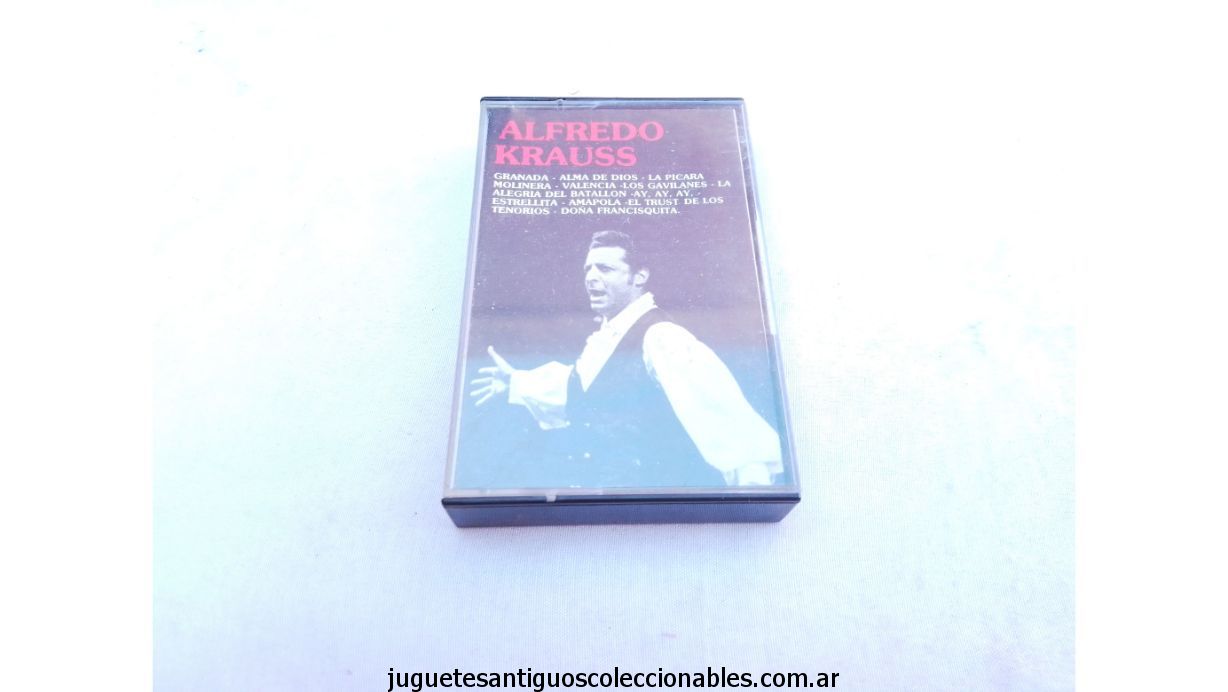 ALFREDO
KRAUSS
GRANADA - ALMA DE DIOS - LA PICARA
MOLINERA - VALENCIA -LOS GAVILANES - LA
ALEGRIA DEL BATALLON -AY, AY, AY, -
ESTRELLITA - AMAPOLA -EL TRUST DE LOS
TENORIOS - DOÑA FRANCISQUITA.
juguetesantiguoscoleccionables.com.ar